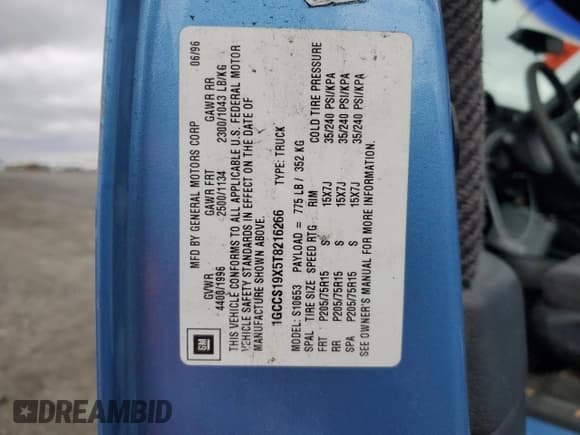 MFD BY GENERAL MOTORS CORP 06/96
GVWR GAWR FRT GAWR RR
4400/1996 2500/1134 2300/1043 LB/KG
THIS VEHICLE CONFORMS TO ALL APPLICABLE U.S. FEDERAL MOTOR
VEHICLE SAFETY STANDARDS IN EFFECT ON THE DATE OF
MANUFACTURE SHOWN ABOVE.
1GCCS19X5T8216266 TYPE: TRUCK
MODEL: S10653 PAYLOAD = 775 LB / 352 KG
SPAL TIRE SIZE SPEED RTG RIM COLD TIRE PRESSURE
FRT P205/75R15 S 15X7J 35/240 PSI/KPA
RR P205/75R15 S 15X7J 35/240 PSI/KPA
SPA P205/75R15 S 15X7J 35/240 PSI/KPA
SEE OWNER'S MANUAL FOR MORE INFORMATION.
GM
DREAMBID